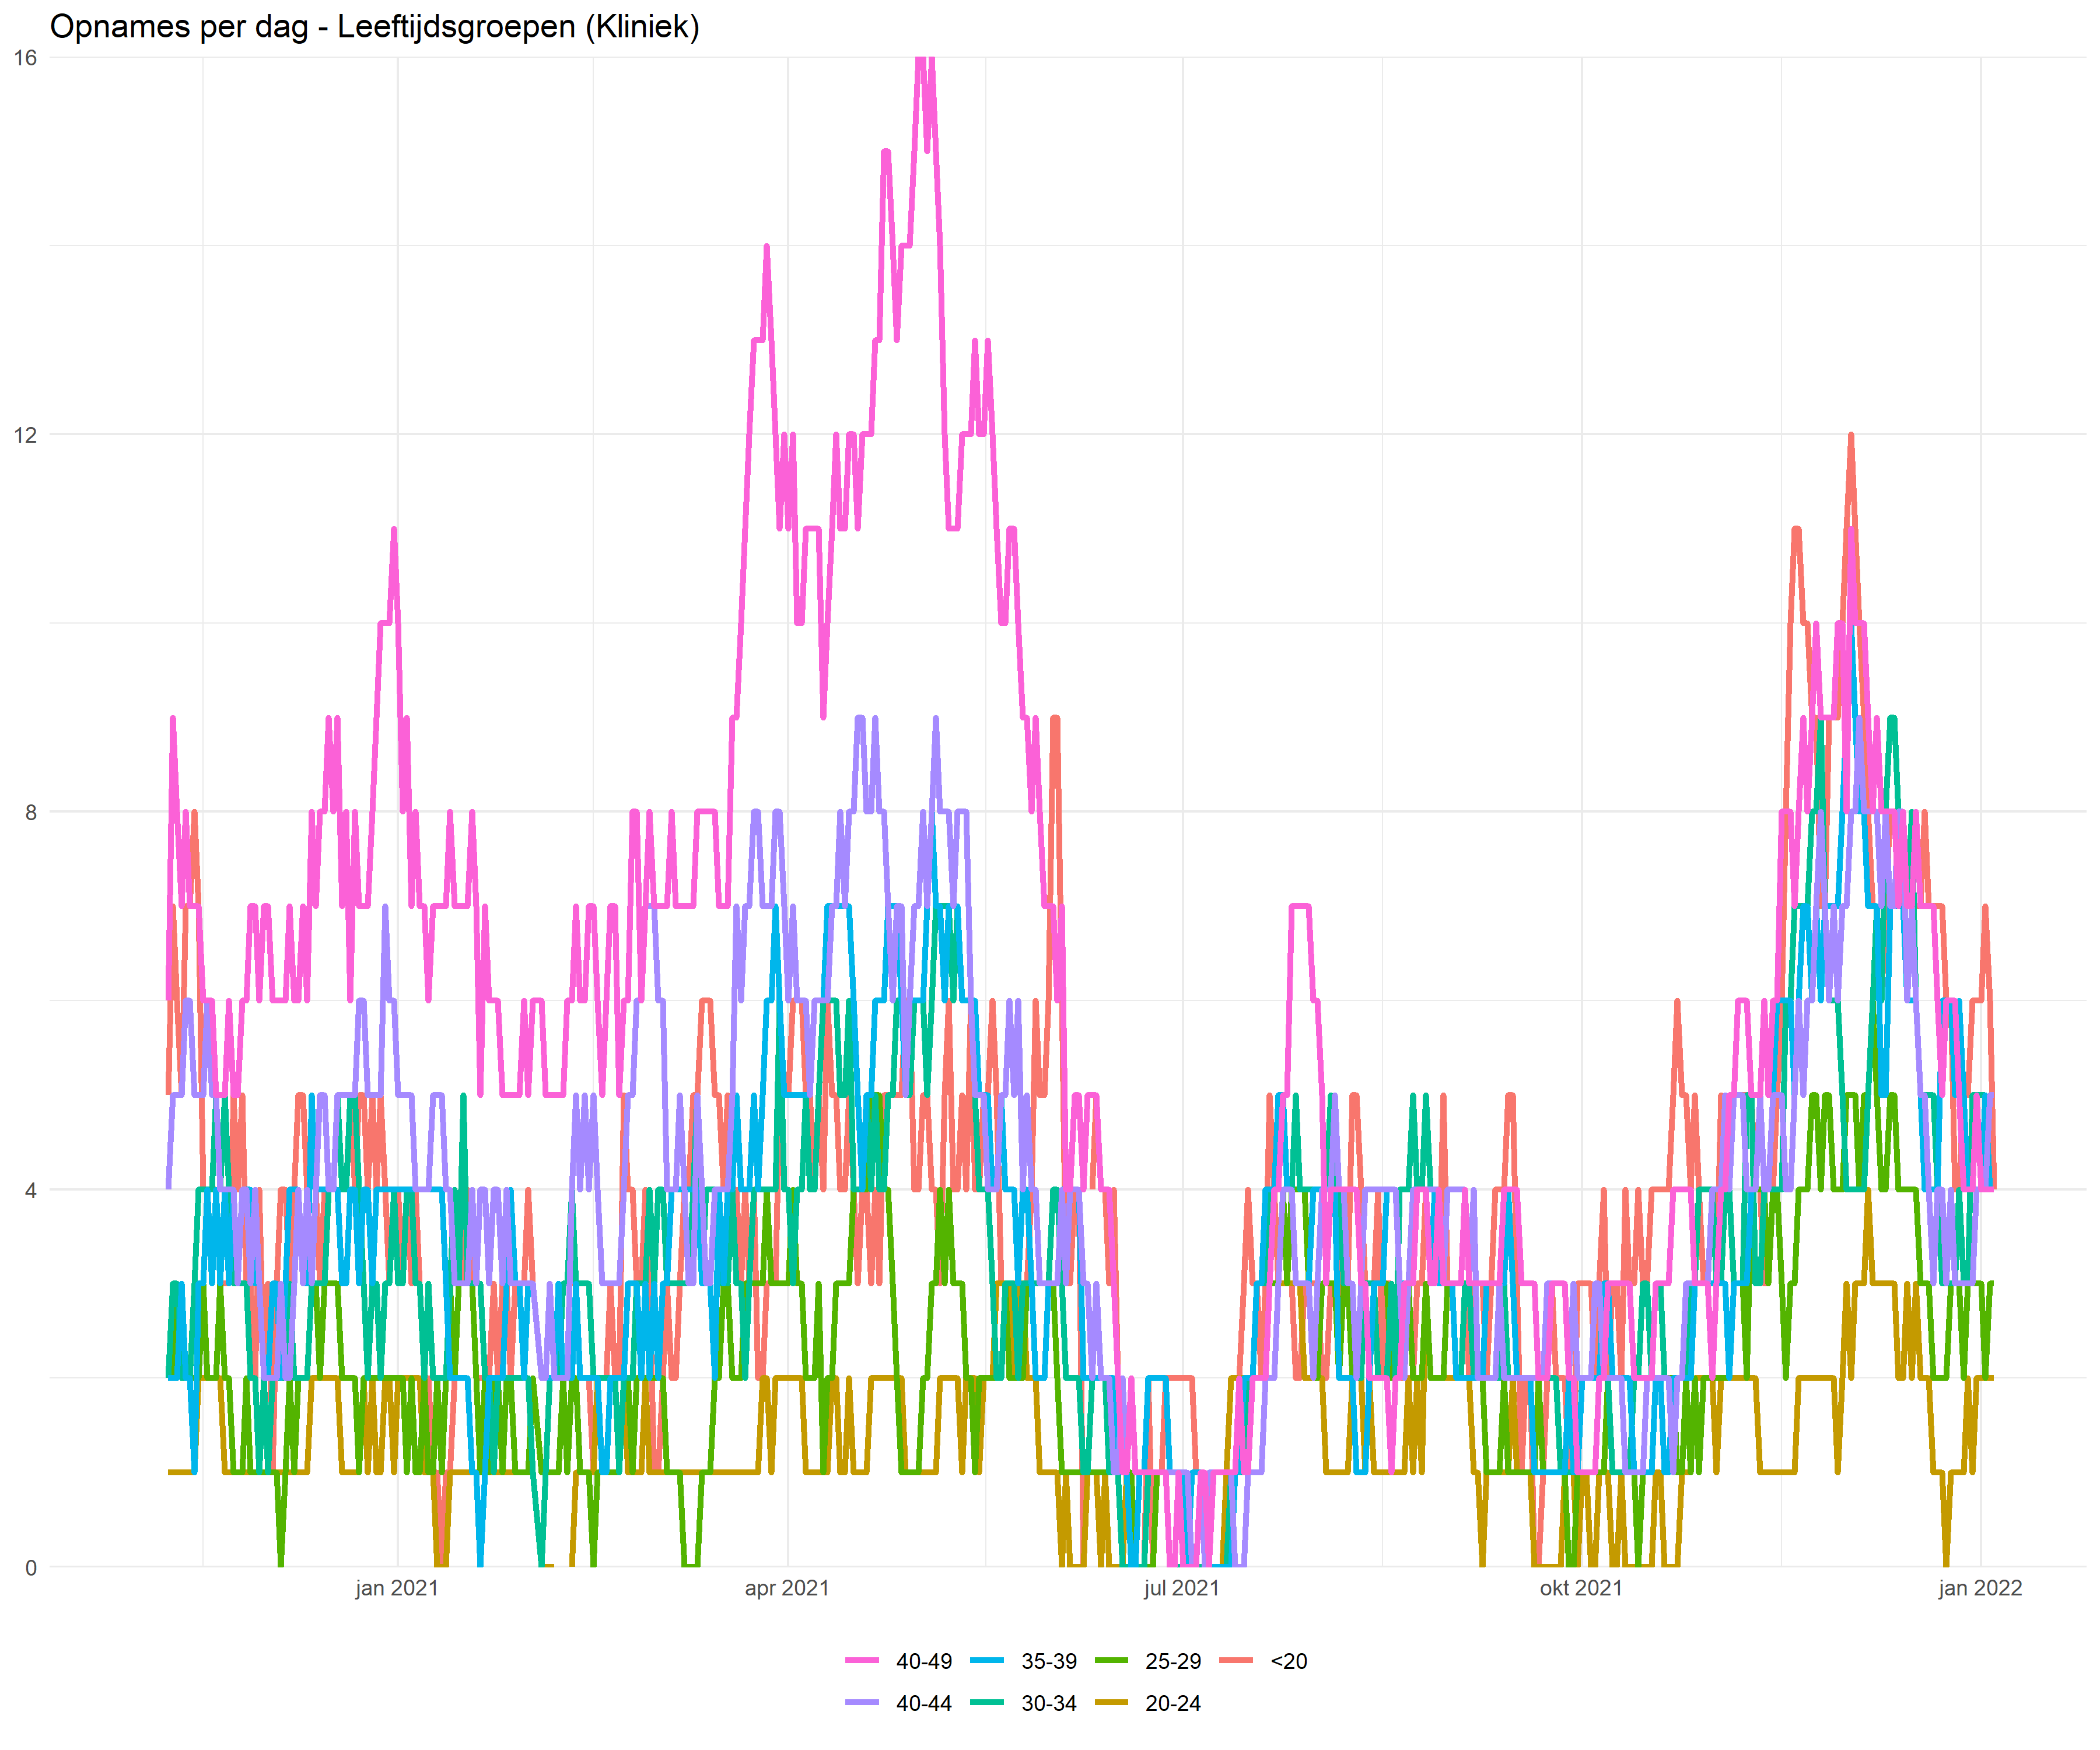 Opnames per dag - Leeftijdsgroepen (Kliniek)
16
12
8
4
0
jan 2021 apr 2021 jul 2021 okt 2021 jan 2022
40-49 35-39 25-29 <20
40-44 30-34 20-24